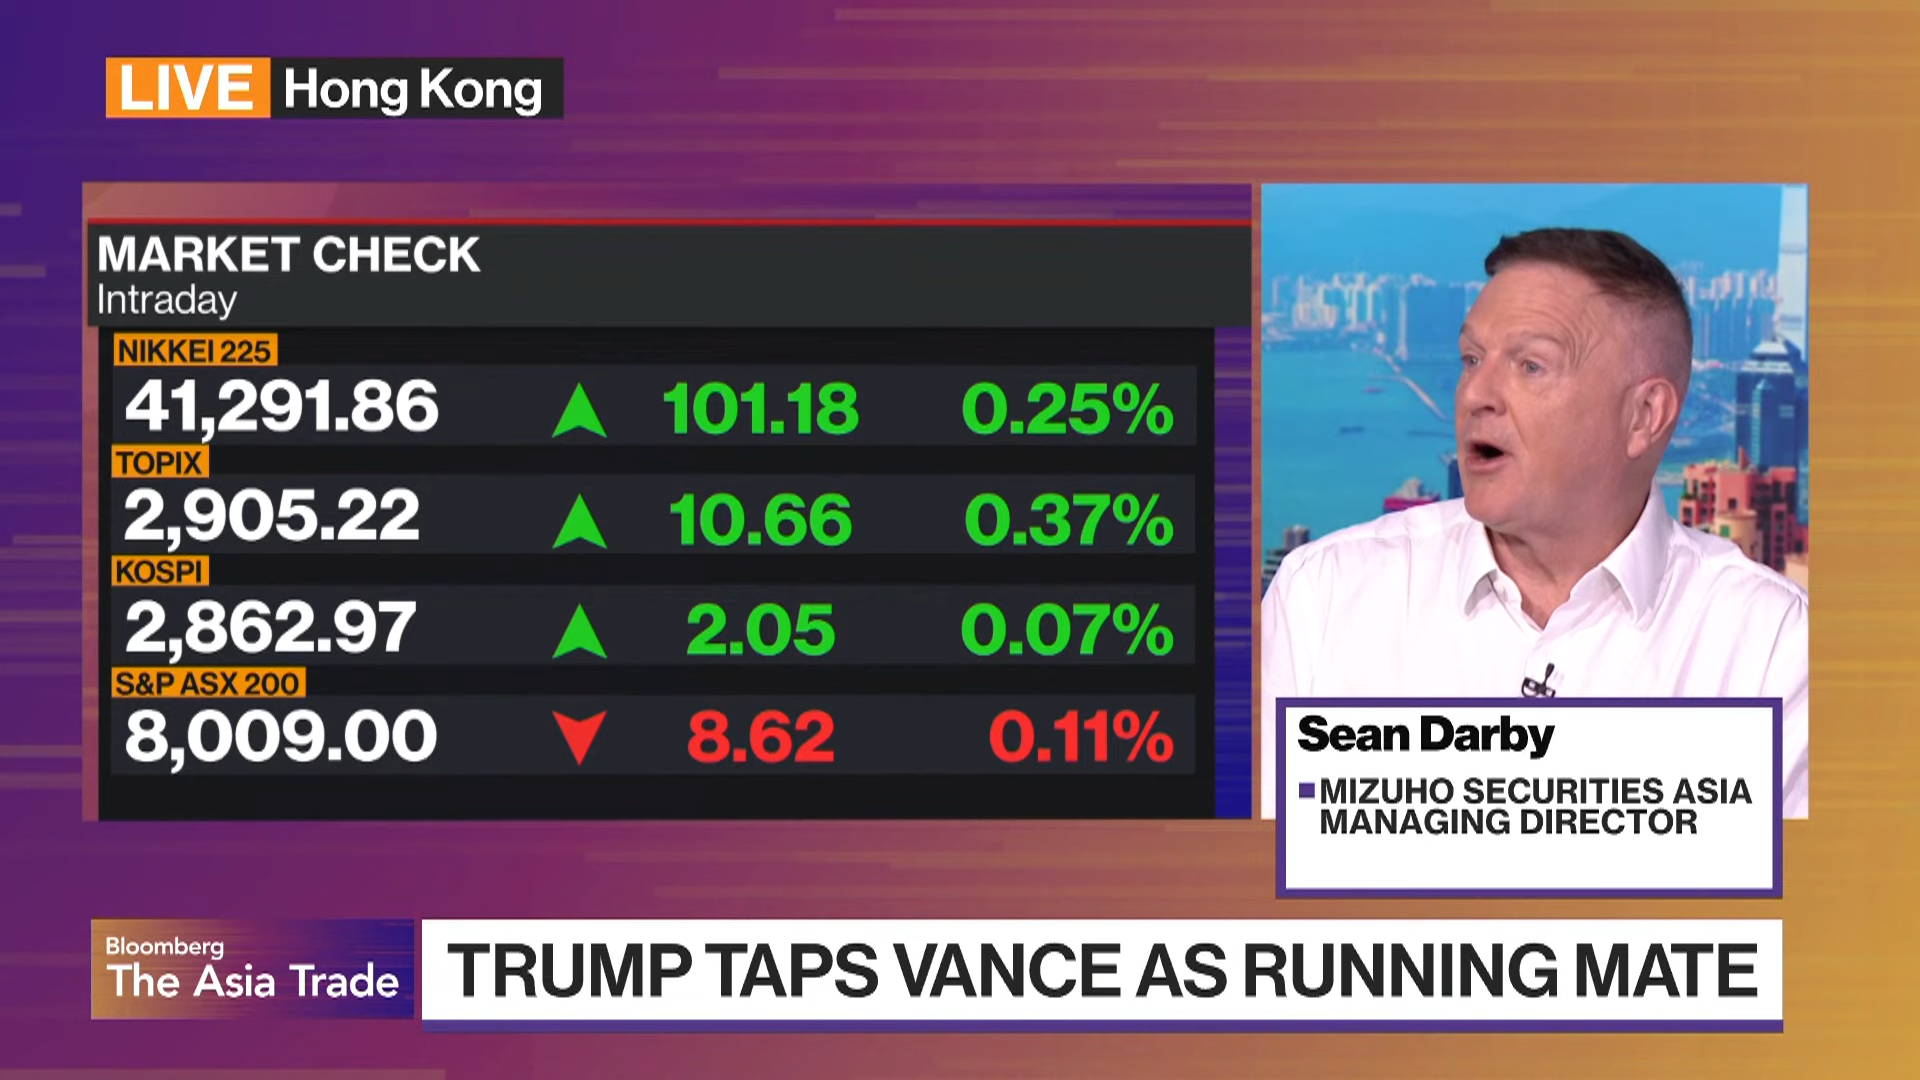 LIVE Hong Kong
MARKET CHECK
Intraday
NIKKEI 225
41,291.86 ▲ 101.18 0.25%
TOPIX
2,905.22 ▲ 10.66 0.37%
KOSPI
2,862.97 ▲ 2.05 0.07%
S&P ASX 200
8,009.00 ▼ 8.62 0.11%
Sean Darby
MIZUHO SECURITIES ASIA
MANAGING DIRECTOR
Bloomberg
The Asia Trade
TRUMP TAPS VANCE AS RUNNING MATE